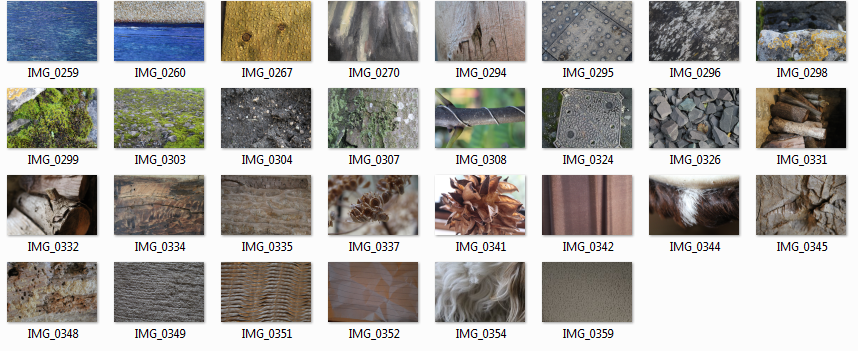 IMG_0259 IMG_0260 IMG_0267 IMG_0270 IMG_0294 IMG_0295 IMG_0296 IMG_0298
IMG_0299 IMG_0303 IMG_0304 IMG_0307 IMG_0308 IMG_0324 IMG_0326 IMG_0331
IMG_0332 IMG_0334 IMG_0335 IMG_0337 IMG_0341 IMG_0342 IMG_0344 IMG_0345
IMG_0348 IMG_0349 IMG_0351 IMG_0352 IMG_0354 IMG_0359